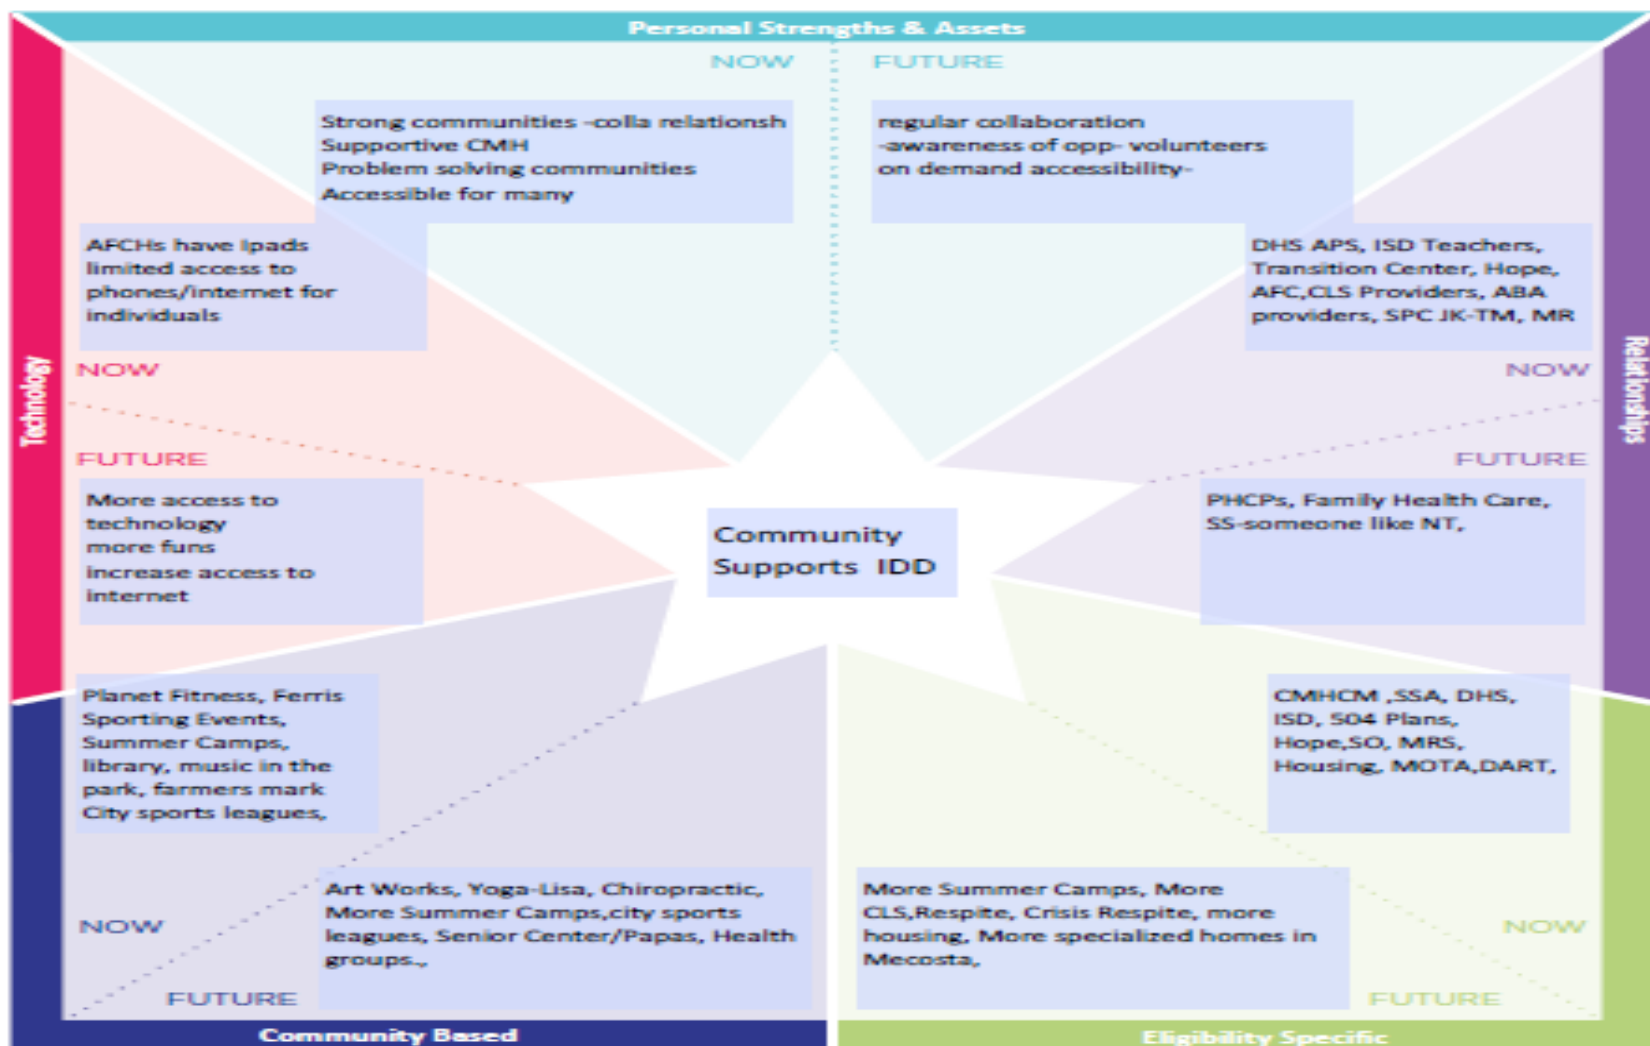 Personal Strengths & Assets
NOW
FUTURE
Strong communities -colla relationsh
Supportive CMH
Problem solving communities
Accessible for many
regular collaboration
-awareness of opp- volunteers
on demand accessibility-
Technology
AFCHs have Ipads
limited access to
phones/internet for
individuals
NOW
FUTURE
More access to
technology
more funs
increase access to
internet
Relationships
DHS APS, ISD Teachers,
Transition Center, Hope,
AFC,CLS Providers, ABA
providers, SPC JK-TM, MR
NOW
FUTURE
PHCPs, Family Health Care,
SS-someone like NT,
Community
Supports IDD
Planet Fitness, Ferris
Sporting Events,
Summer Camps,
library, music in the
park, farmers mark
City sports leagues,
NOW
Art Works, Yoga-Lisa, Chiropractic,
More Summer Camps,city sports
leagues, Senior Center/Papas, Health
groups.,
FUTURE
Community Based
CMHCM ,SSA, DHS,
ISD, 504 Plans,
Hope,SO, MRS,
Housing, MOTA,DART,
NOW
More Summer Camps, More
CLS,Respite, Crisis Respite, more
housing, More specialized homes in
Mecosta,
FUTURE
Eligibility Specific